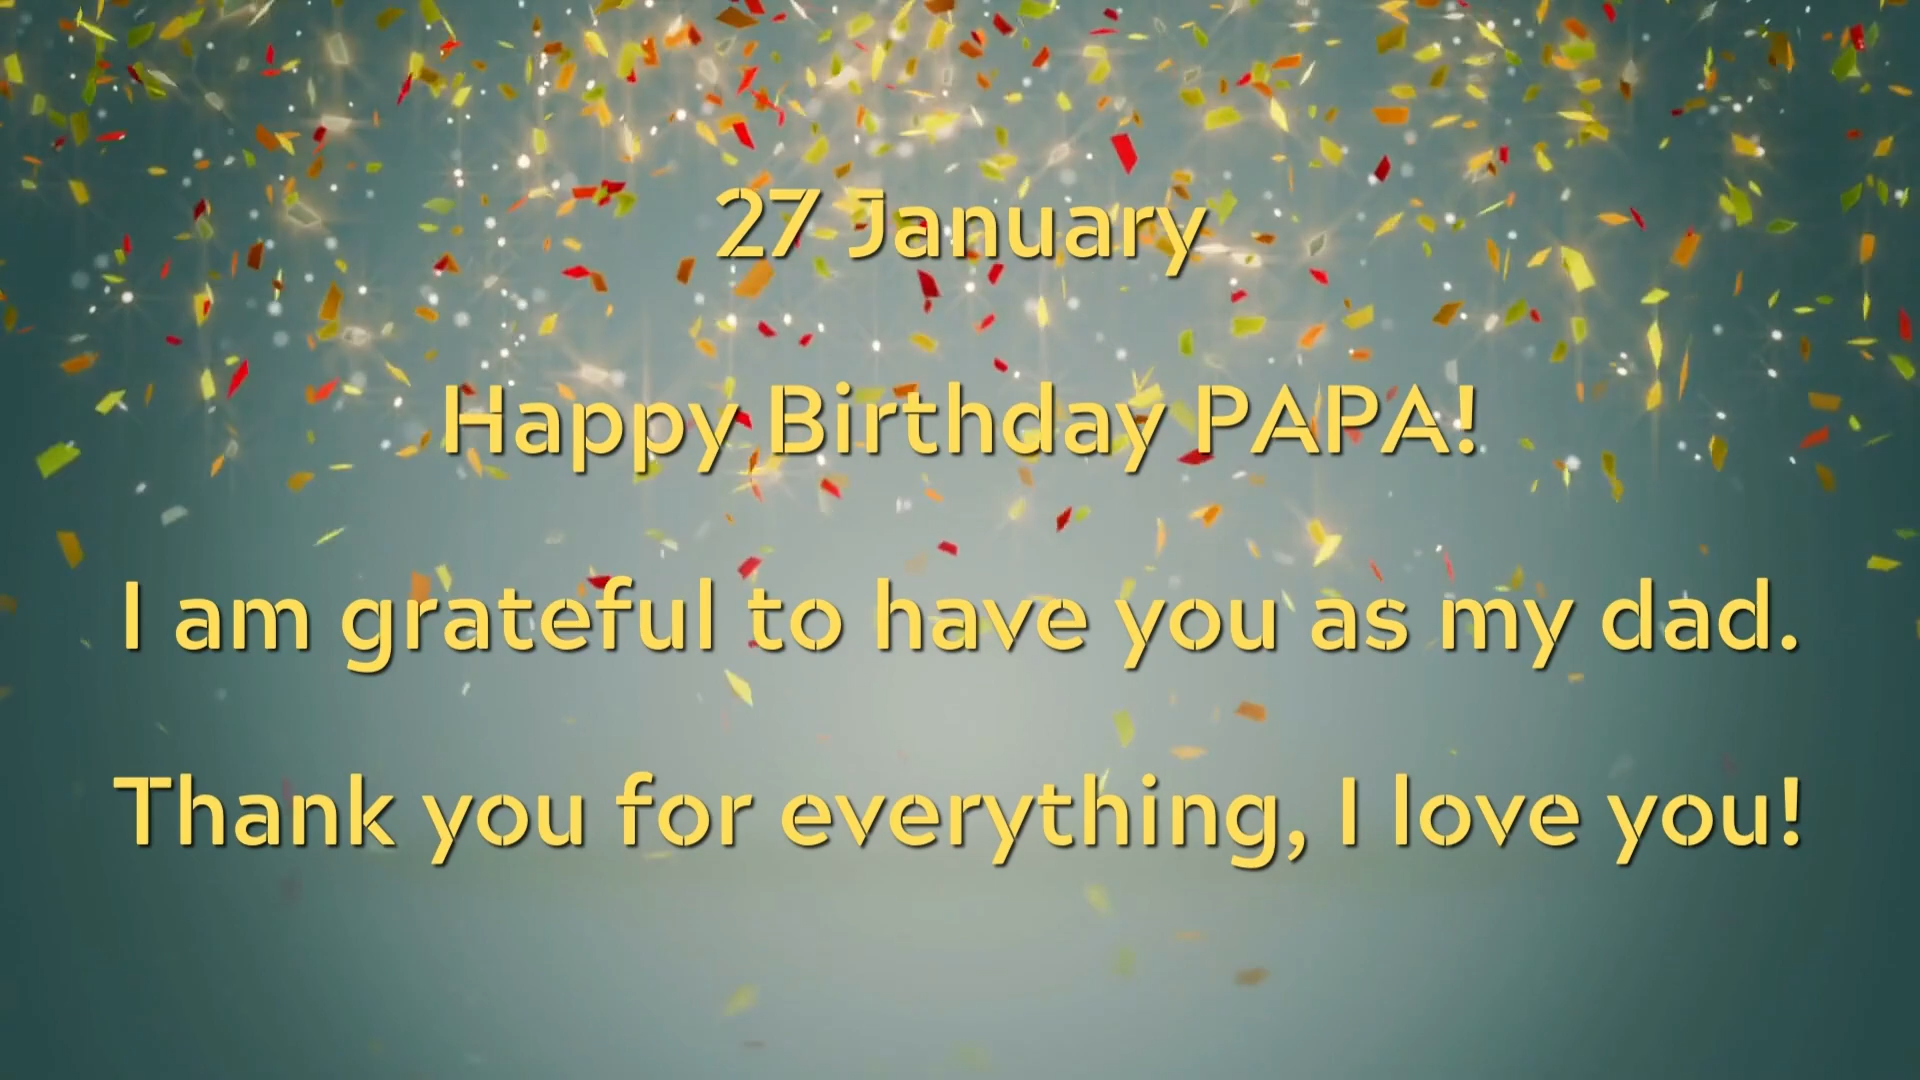 27 January
Happy Birthday PAPA!
I am grateful to have you as my dad.
Thank you for everything, I love you!